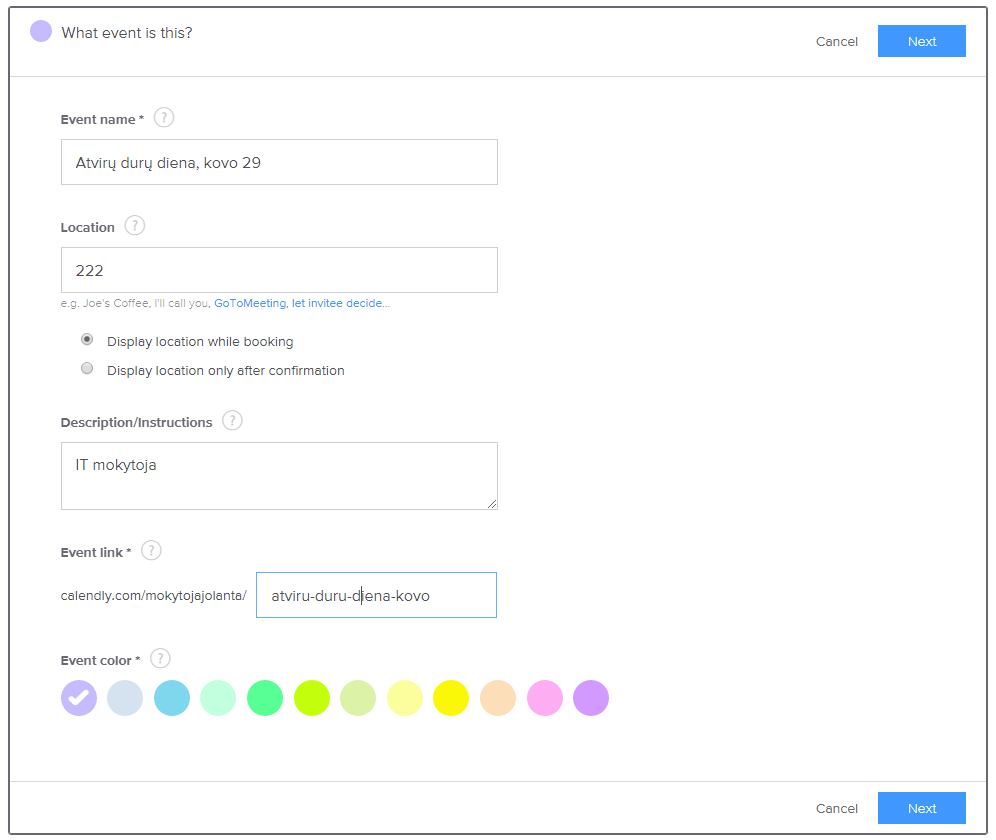 What event is this?
Cancel
Next
Event name * ?
Atvirų durų diena, kovo 29
Location ?
222
e.g. Joe's Coffee, I'll call you, GoToMeeting, let invitee decide...
Display location while booking
Display location only after confirmation
Description/Instructions ?
IT mokytoja
Event link * ?
calendly.com/mokytojajolanta/ atviru-duru-diena-kovo
Event color * ?
Cancel
Next